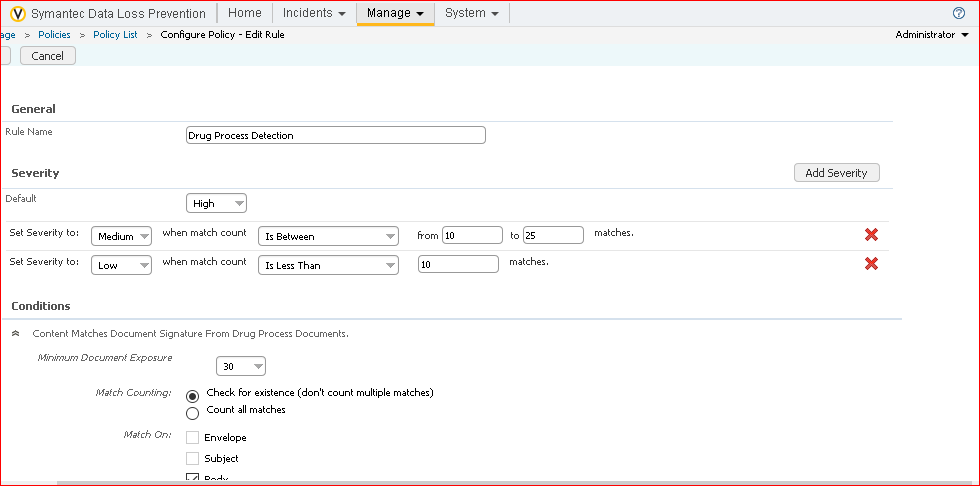 Symantec Data Loss Prevention Home Incidents Manage System
age > Policies > Policy List > Configure Policy - Edit Rule Administrator
Cancel
General
Rule Name Drug Process Detection
Severity Add Severity
Default High
Set Severity to: Medium when match count Is Between from 10 to 25 matches.
Set Severity to: Low when match count Is Less Than 10 matches.
Conditions
Content Matches Document Signature From Drug Process Documents.
Minimum Document Exposure 30
Match Counting: Check for existence (don't count multiple matches)
Count all matches
Match On: Envelope
Subject
Body